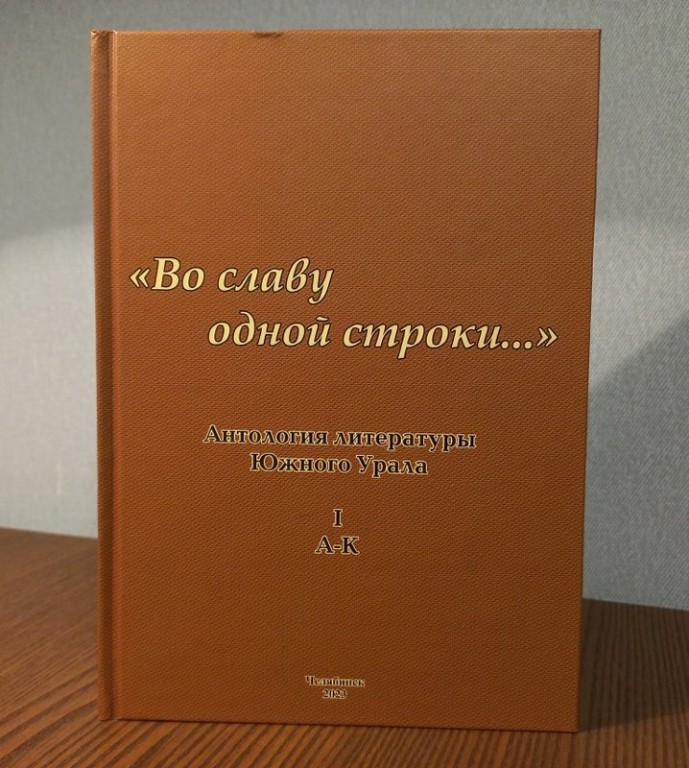 «Во славу
одной строки...»
Антология литературы
Южного Урала
I
А-К
Челябинск
2023